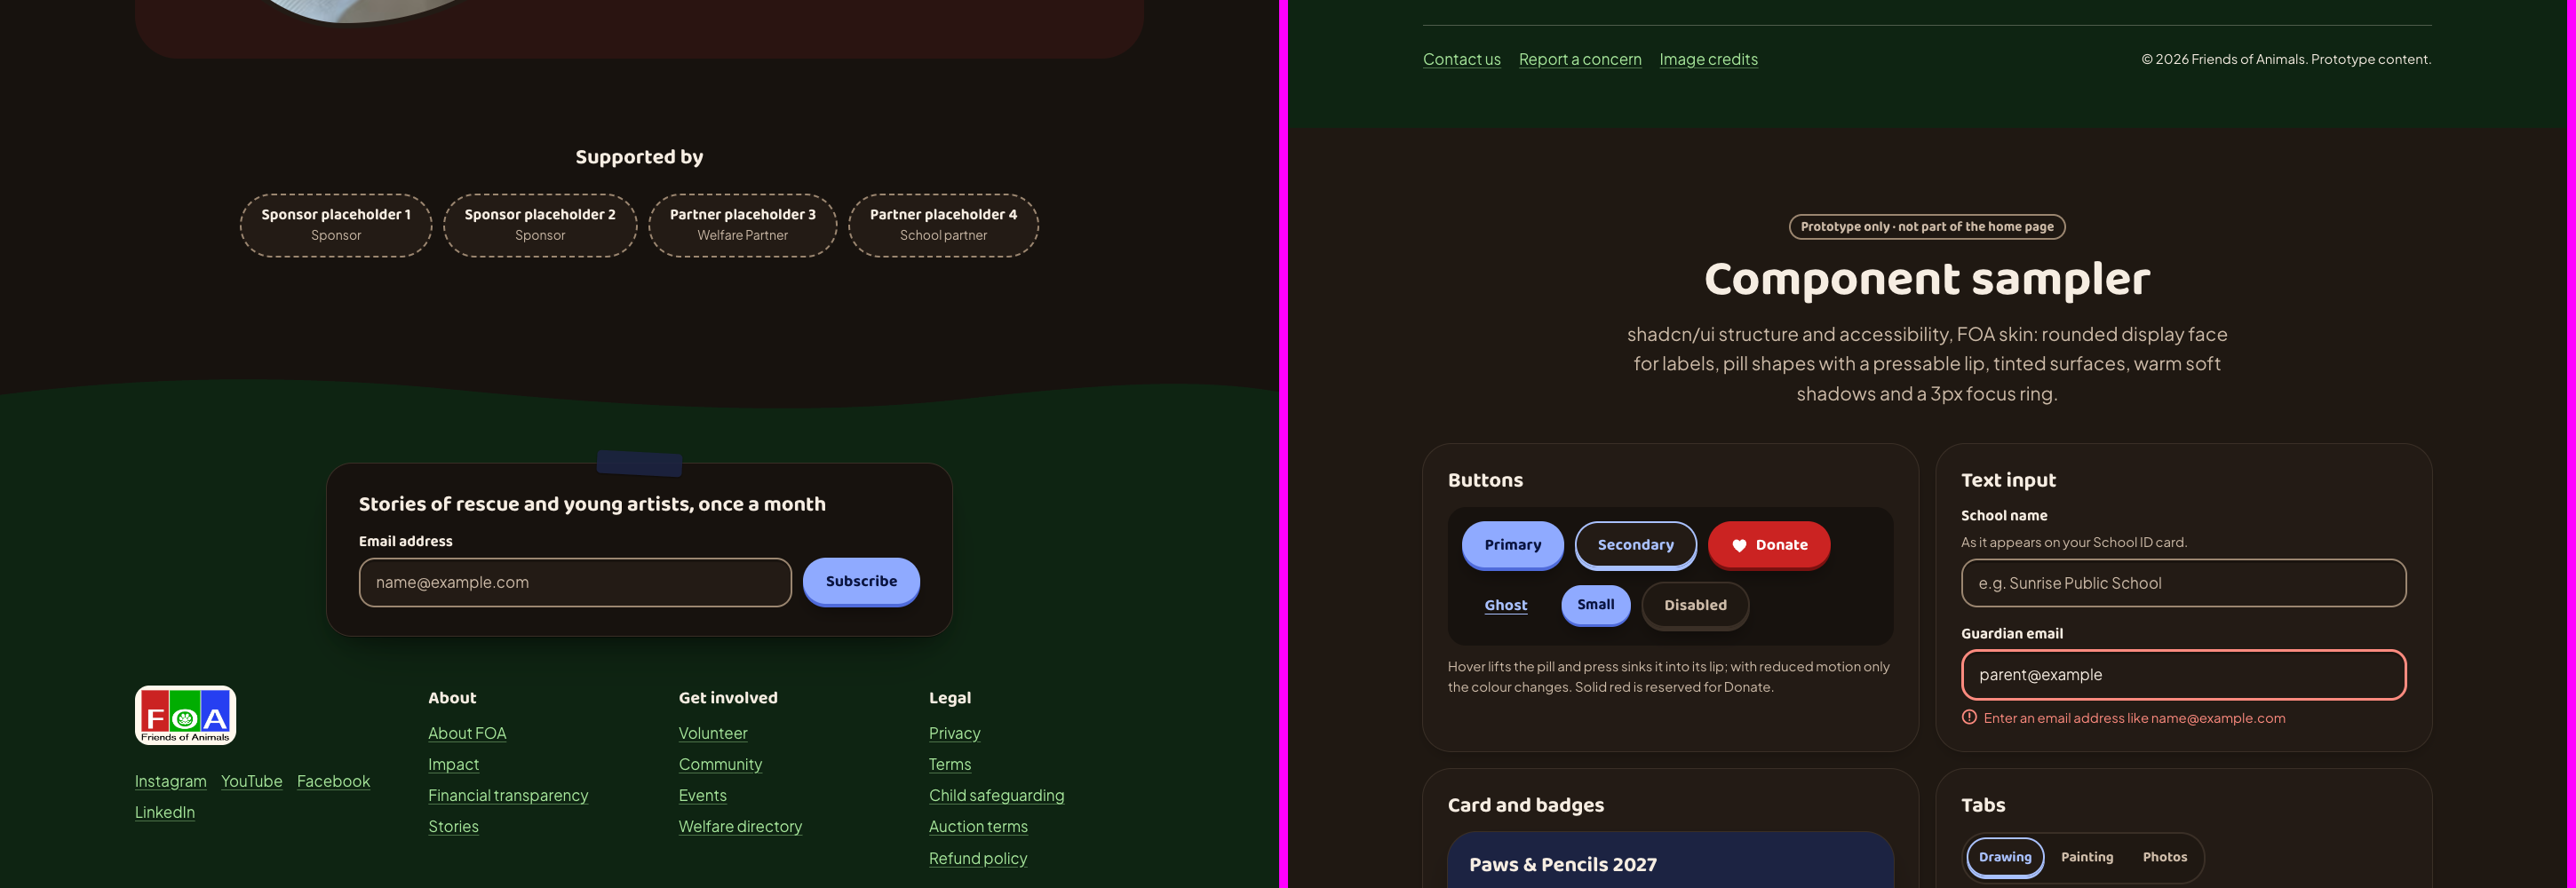 Supported by
Sponsor placeholder 1
Sponsor
Sponsor placeholder 2
Sponsor
Partner placeholder 3
Welfare Partner
Partner placeholder 4
School partner
Stories of rescue and young artists, once a month
Email address
name@example.com
Subscribe
FOA
Friends of Animals
Instagram YouTube Facebook
LinkedIn
About
About FOA
Impact
Financial transparency
Stories
Get involved
Volunteer
Community
Events
Welfare directory
Legal
Privacy
Terms
Child safeguarding
Auction terms
Refund policy
Contact us Report a concern Image credits
© 2026 Friends of Animals. Prototype content.
Prototype only · not part of the home page
Component sampler
shadcn/ui structure and accessibility, FOA skin: rounded display face
for labels, pill shapes with a pressable lip, tinted surfaces, warm soft
shadows and a 3px focus ring.
Buttons
Primary Secondary Donate
Ghost Small Disabled
Hover lifts the pill and press sinks it into its lip; with reduced motion only
the colour changes. Solid red is reserved for Donate.
Text input
School name
As it appears on your School ID card.
e.g. Sunrise Public School
Guardian email
parent@example
Enter an email address like name@example.com
Card and badges
Paws & Pencils 2027
Tabs
Drawing Painting Photos